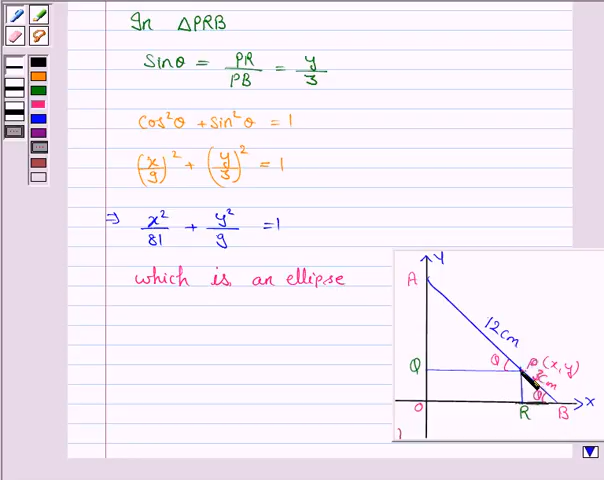 In ΔPRB
Sinθ = PR/PB = y/3
cos²θ + sin²θ = 1
(x/9)² + (y/3)² = 1
⇒ x²/81 + y²/9 = 1
which is an ellipse
Y
A
12cm
Q θ P(x,y)
3cm
θ
O R B X